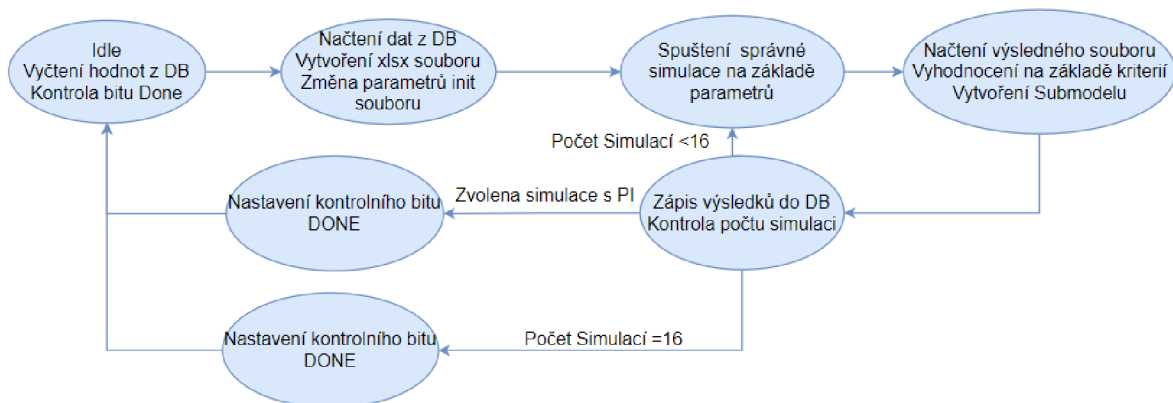 Idle
Vyčtení hodnot z DB
Kontrola bitu Done
Načtení dat z DB
Vytvoření xlsx souboru
Změna parametrů init
souboru
Spuštení správné
simulace na základě
parametrů
Načtení výsledného souboru
Vyhodnocení na základě kriterií
Vytvoření Submodelu
Počet Simulací <16
Zápis výsledků do DB
Kontrola počtu simulaci
Zvolena simulace s PI
Nastavení kontrolního bitu
DONE
Počet Simulací =16
Nastavení kontrolního bitu
DONE